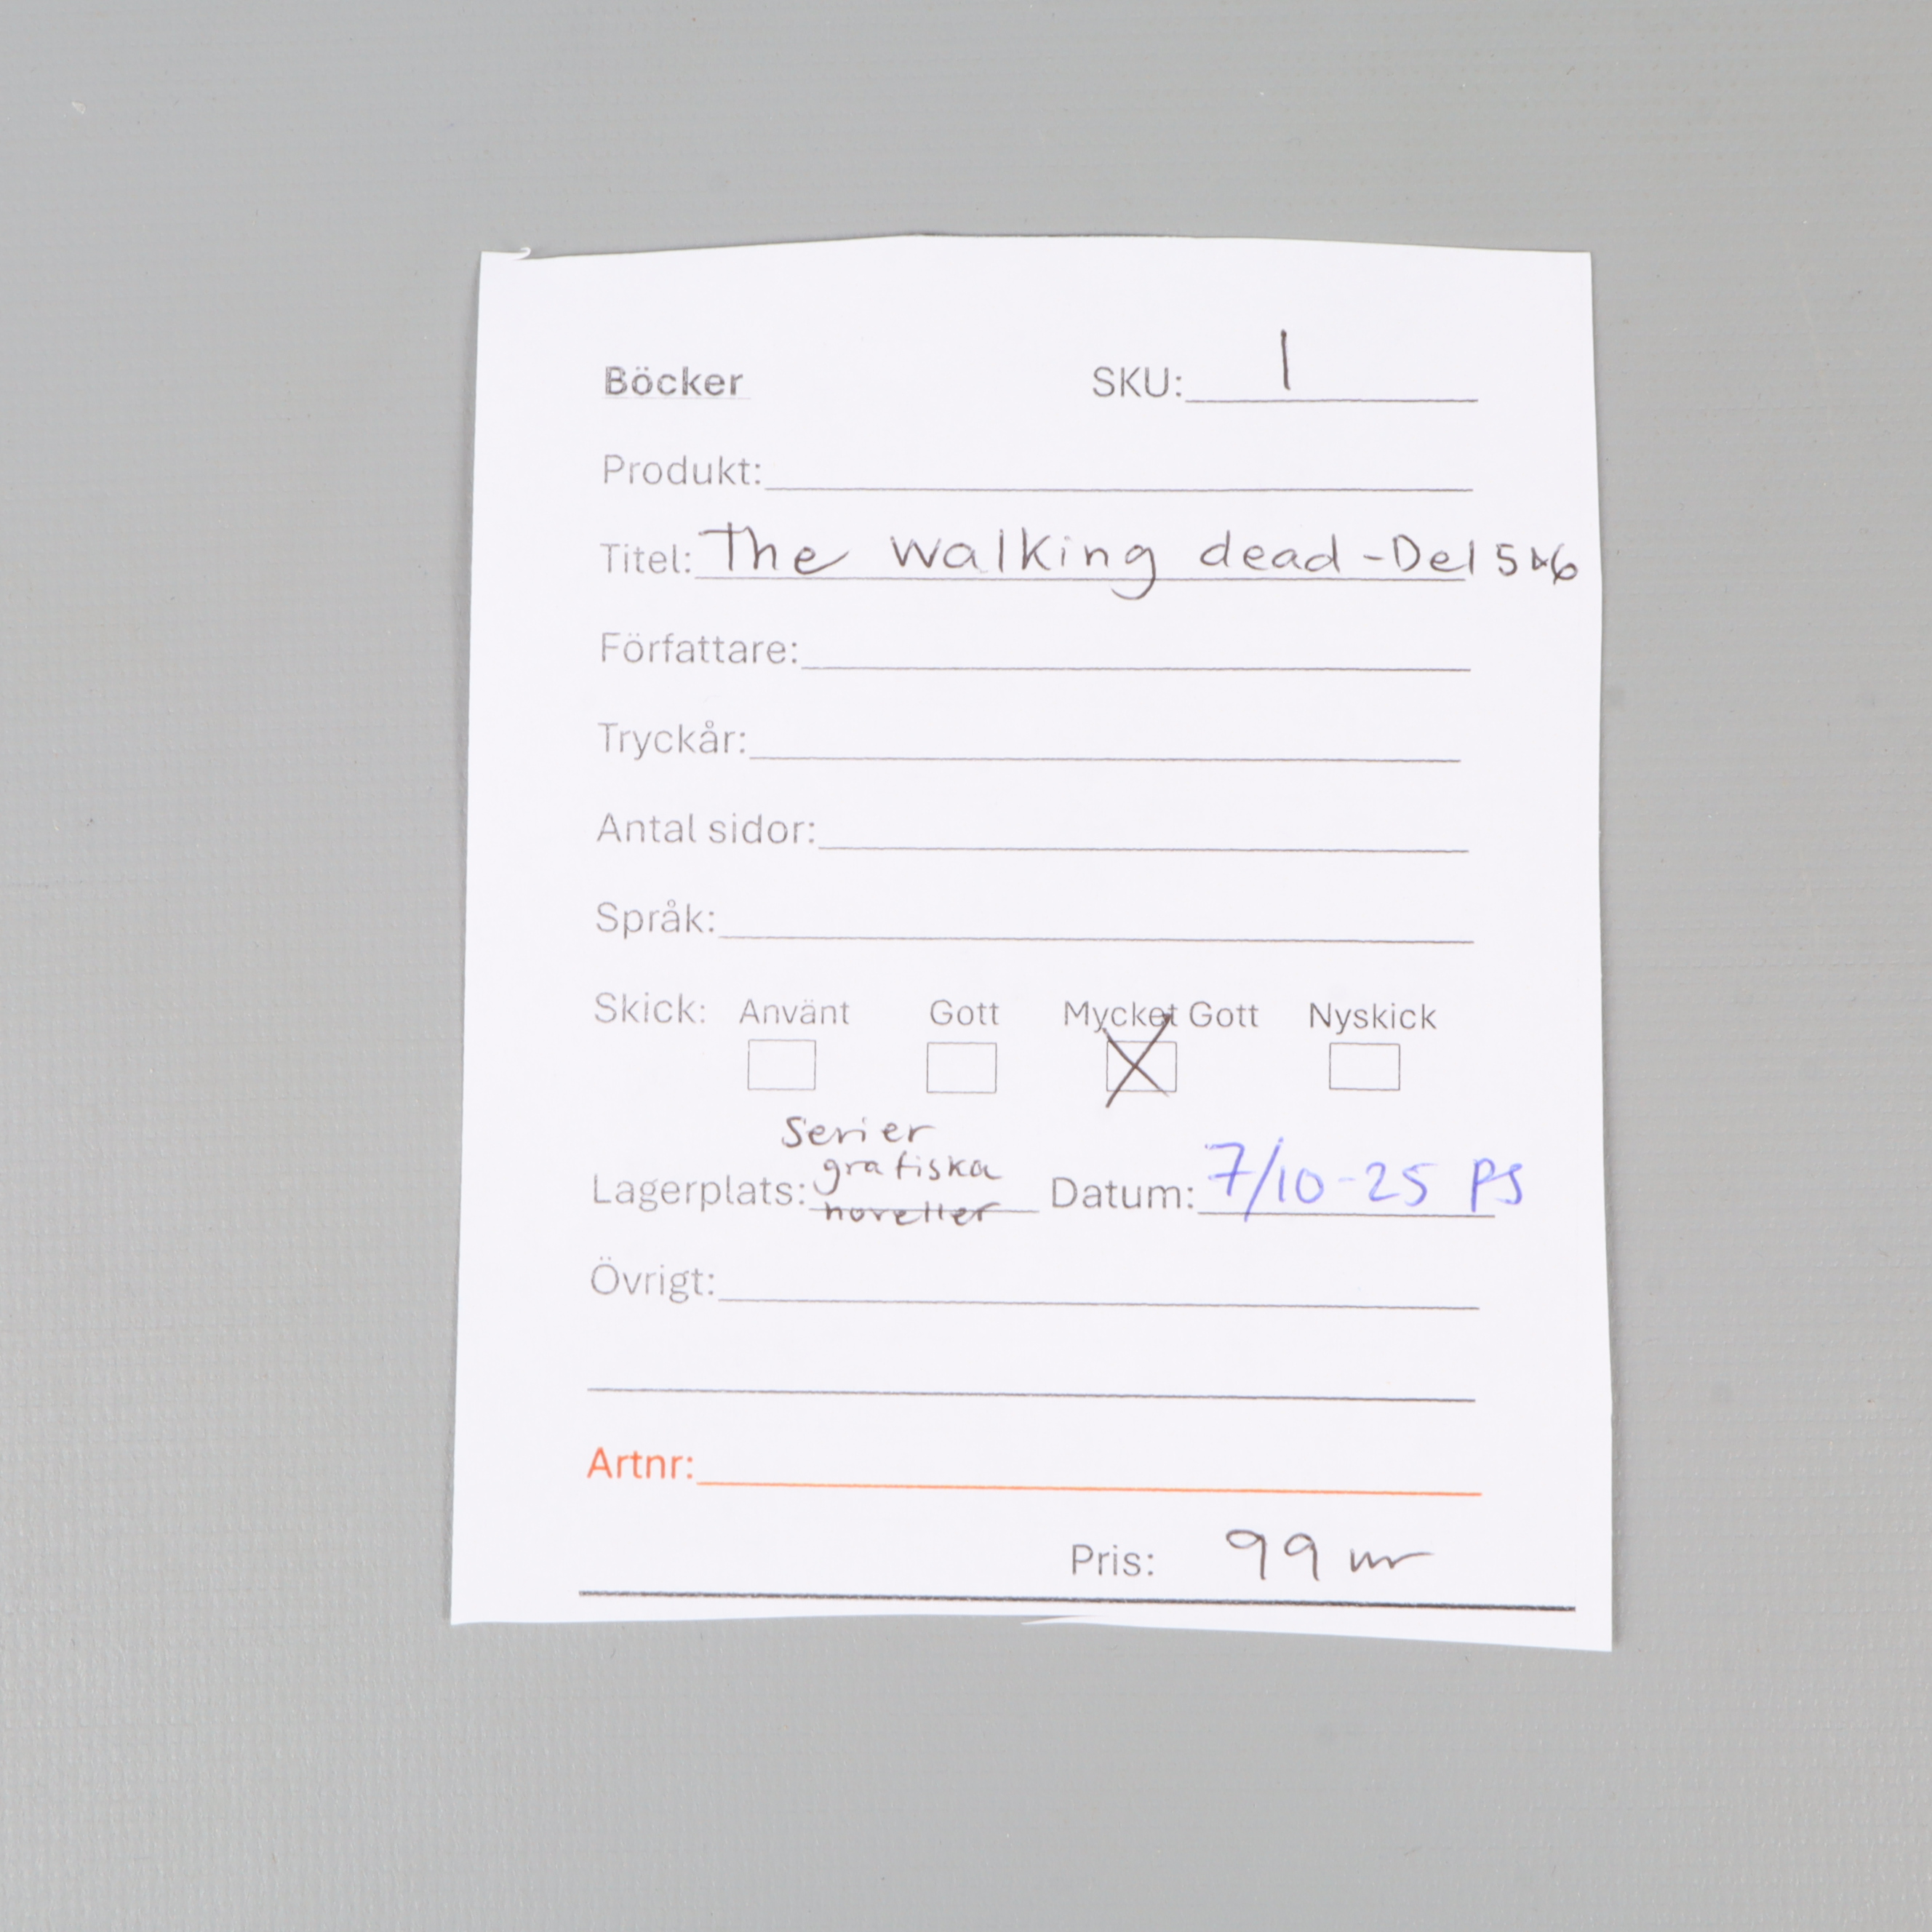 Böcker SKU: 1
Produkt:
Titel: The walking dead - Del 5 & 6
Författare:
Tryckår:
Antal sidor:
Språk:
Skick: Använt Gott Mycket Gott Nyskick
X
Serier
grafiska
Lagerplats: noveller Datum: 7/10-25 PS
Övrigt:
Artnr:
Pris: 99 kr